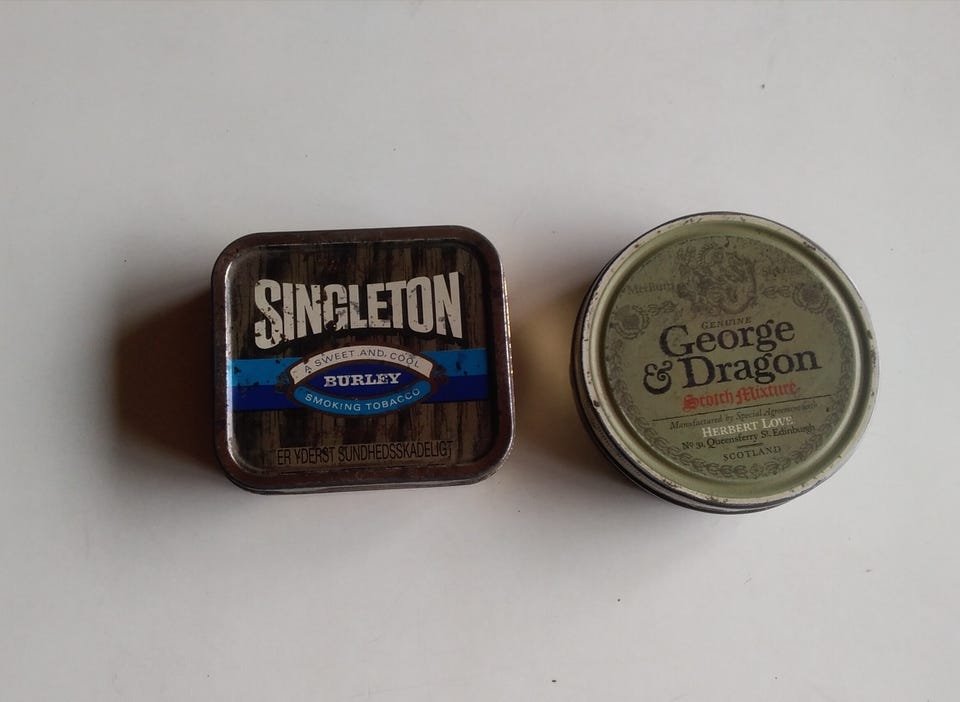 SINGLETON
A SWEET AND COOL
BURLEY
SMOKING TOBACCO
ER YDERST SUNDHEDSSKADELIGT
Medium
GENUINE
George
& Dragon
Scotch Mixture
Manufactured by Special Agreement with
HERBERT LOVE,
No 31, Queensferry St. Edinburgh
SCOTLAND